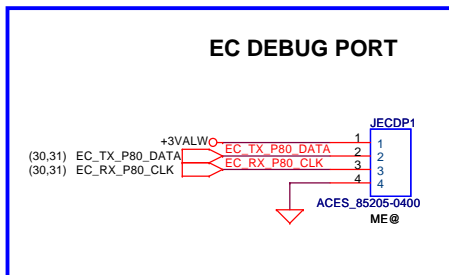 EC DEBUG PORT
JECDP1
+3VALW 1 1
(30,31) EC_TX_P80_DATA EC_TX_P80_DATA 2 2
(30,31) EC_RX_P80_CLK EC_RX_P80_CLK 3 3
4 4
ACES_85205-0400
ME@